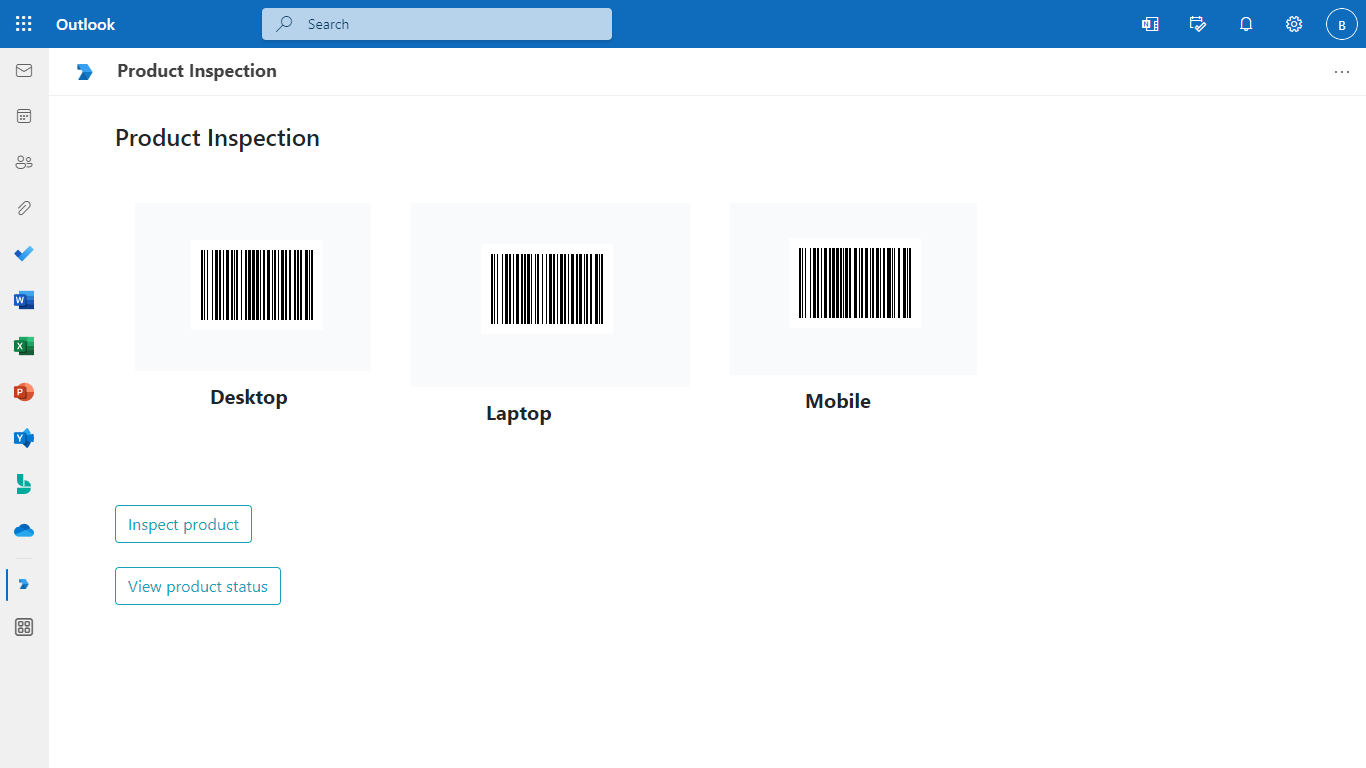 Outlook
Search
B
Product Inspection
Product Inspection
Desktop
Laptop
Mobile
Inspect product
View product status